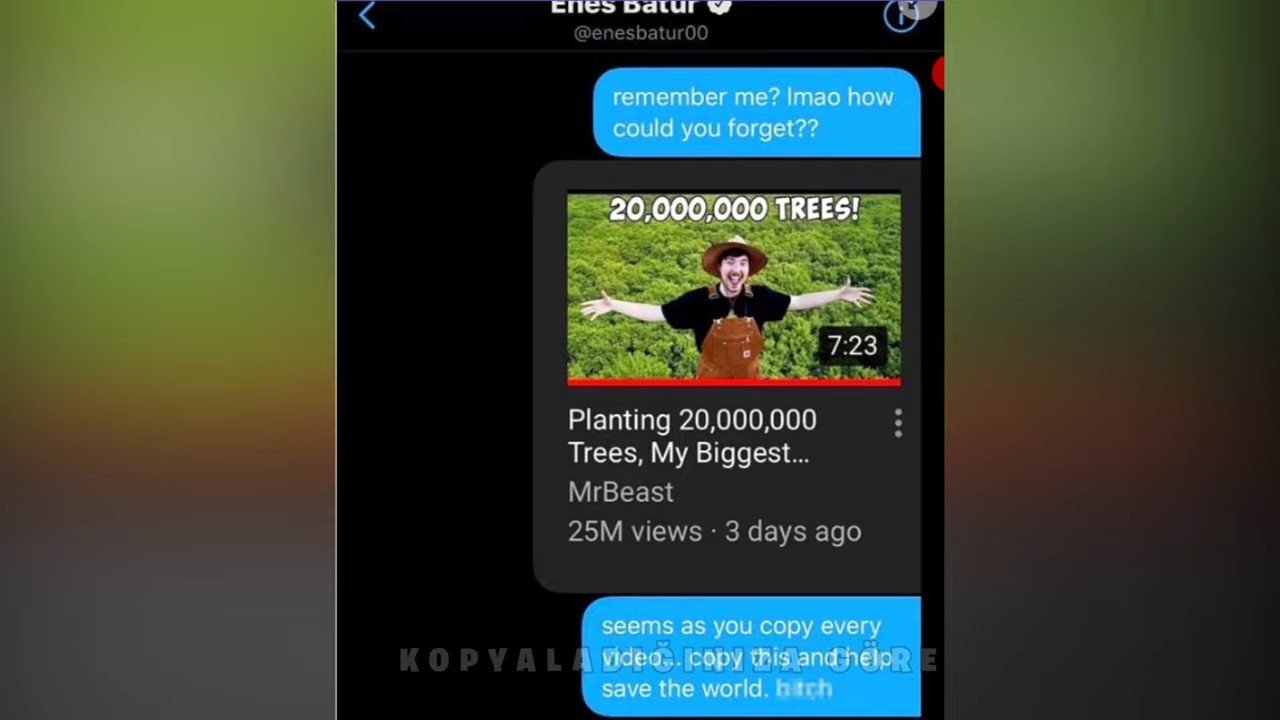 Enes Batur
@enesbatur00
remember me? lmao how
could you forget??
20,000,000 TREES!
7:23
Planting 20,000,000
Trees, My Biggest...
MrBeast
25M views · 3 days ago
seems as you copy every
video... copy this and help
KOPYALADIĞINIZA GÖRE
save the world.